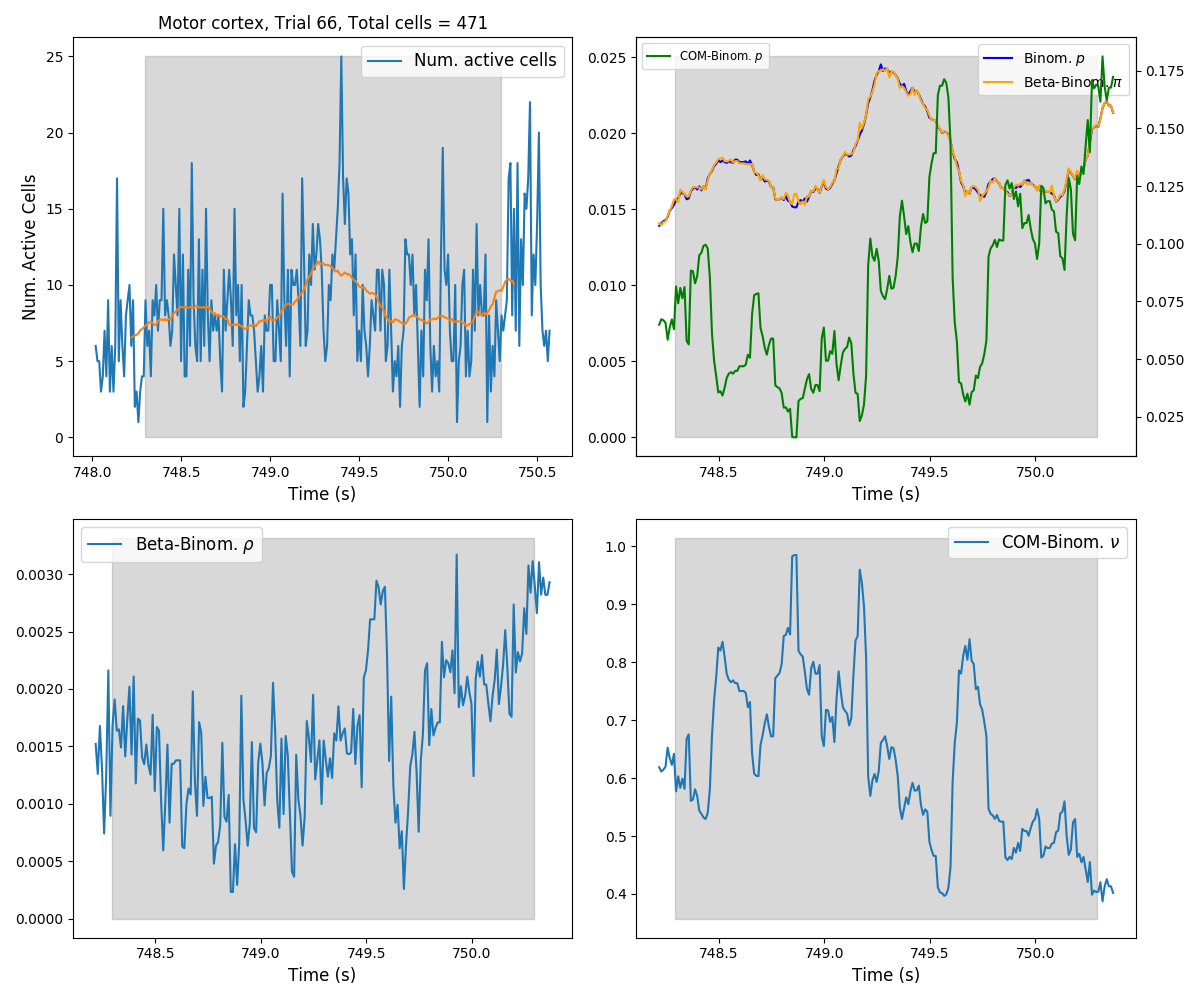 Motor cortex, Trial 66, Total cells = 471
Num. active cells
Num. Active Cells
25
20
15
10
5
0
748.0 748.5 749.0 749.5 750.0 750.5
Time (s)
COM-Binom. p
Binom. p
Beta-Binom. π
0.025
0.020
0.015
0.010
0.005
0.000
0.175
0.150
0.125
0.100
0.075
0.050
0.025
748.5 749.0 749.5 750.0
Time (s)
Beta-Binom. ρ
0.0030
0.0025
0.0020
0.0015
0.0010
0.0005
0.0000
748.5 749.0 749.5 750.0
Time (s)
COM-Binom. ν
1.0
0.9
0.8
0.7
0.6
0.5
0.4
748.5 749.0 749.5 750.0
Time (s)